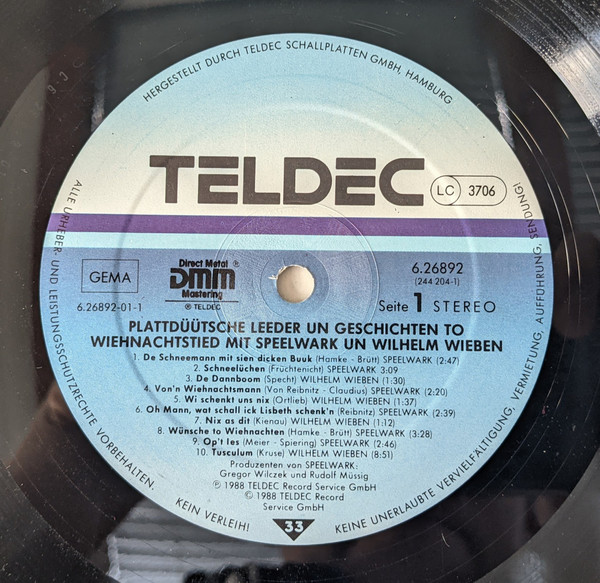 HERGESTELLT DURCH TELDEC SCHALLPLATTEN GMBH, HAMBURG
TELDEC
LC 3706
GEMA
6.26892-01-1
Direct Metal ℗
DMM
Mastering
® TELDEC
6.26892
(244 204-1)
Seite 1 STEREO
PLATTDÜÜTSCHE LEEDER UN GESCHICHTEN TO
WIEHNACHTSTIED MIT SPEELWARK UN WILHELM WIEBEN
1. De Schneemann mit sien dicken Buuk (Hamke - Brütt) SPEELWARK (2:47)
2. Schneelüchen (Früchtenicht) SPEELWARK 3:09
3. De Dannboom (Specht) WILHELM WIEBEN (1:30)
4. Von'n Wiehnachtsmann (Von Reibnitz - Claudius) SPEELWARK (2:20)
5. Wi schenkt uns nix (Ortlieb) WILHELM WIEBEN (1:37)
6. Oh Mann, wat schall ick Lisbeth schenk'n (Reibnitz) SPEELWARK (2:39)
7. Nix as dit (Kienau) WILHELM WIEBEN (1:12)
8. Wünsche to Wiehnachten (Hamke - Brütt) SPEELWARK (3:28)
9. Op't Ies (Meier - Spiering) SPEELWARK (2:46)
10. Tusculum (Kruse) WILHELM WIEBEN (8:51)
Produzenten von SPEELWARK:
Gregor Wilczek und Rudolf Müssig
℗ 1988 TELDEC Record Service GmbH
© 1988 TELDEC Record
Service GmbH
33
ALLE URHEBER- UND LEISTUNGSSCHUTZRECHTE VORBEHALTEN.
KEIN VERLEIH!
KEINE UNERLAUBTE VERVIELFÄLTIGUNG, VERMIETUNG, AUFFÜHRUNG, SENDUNG!